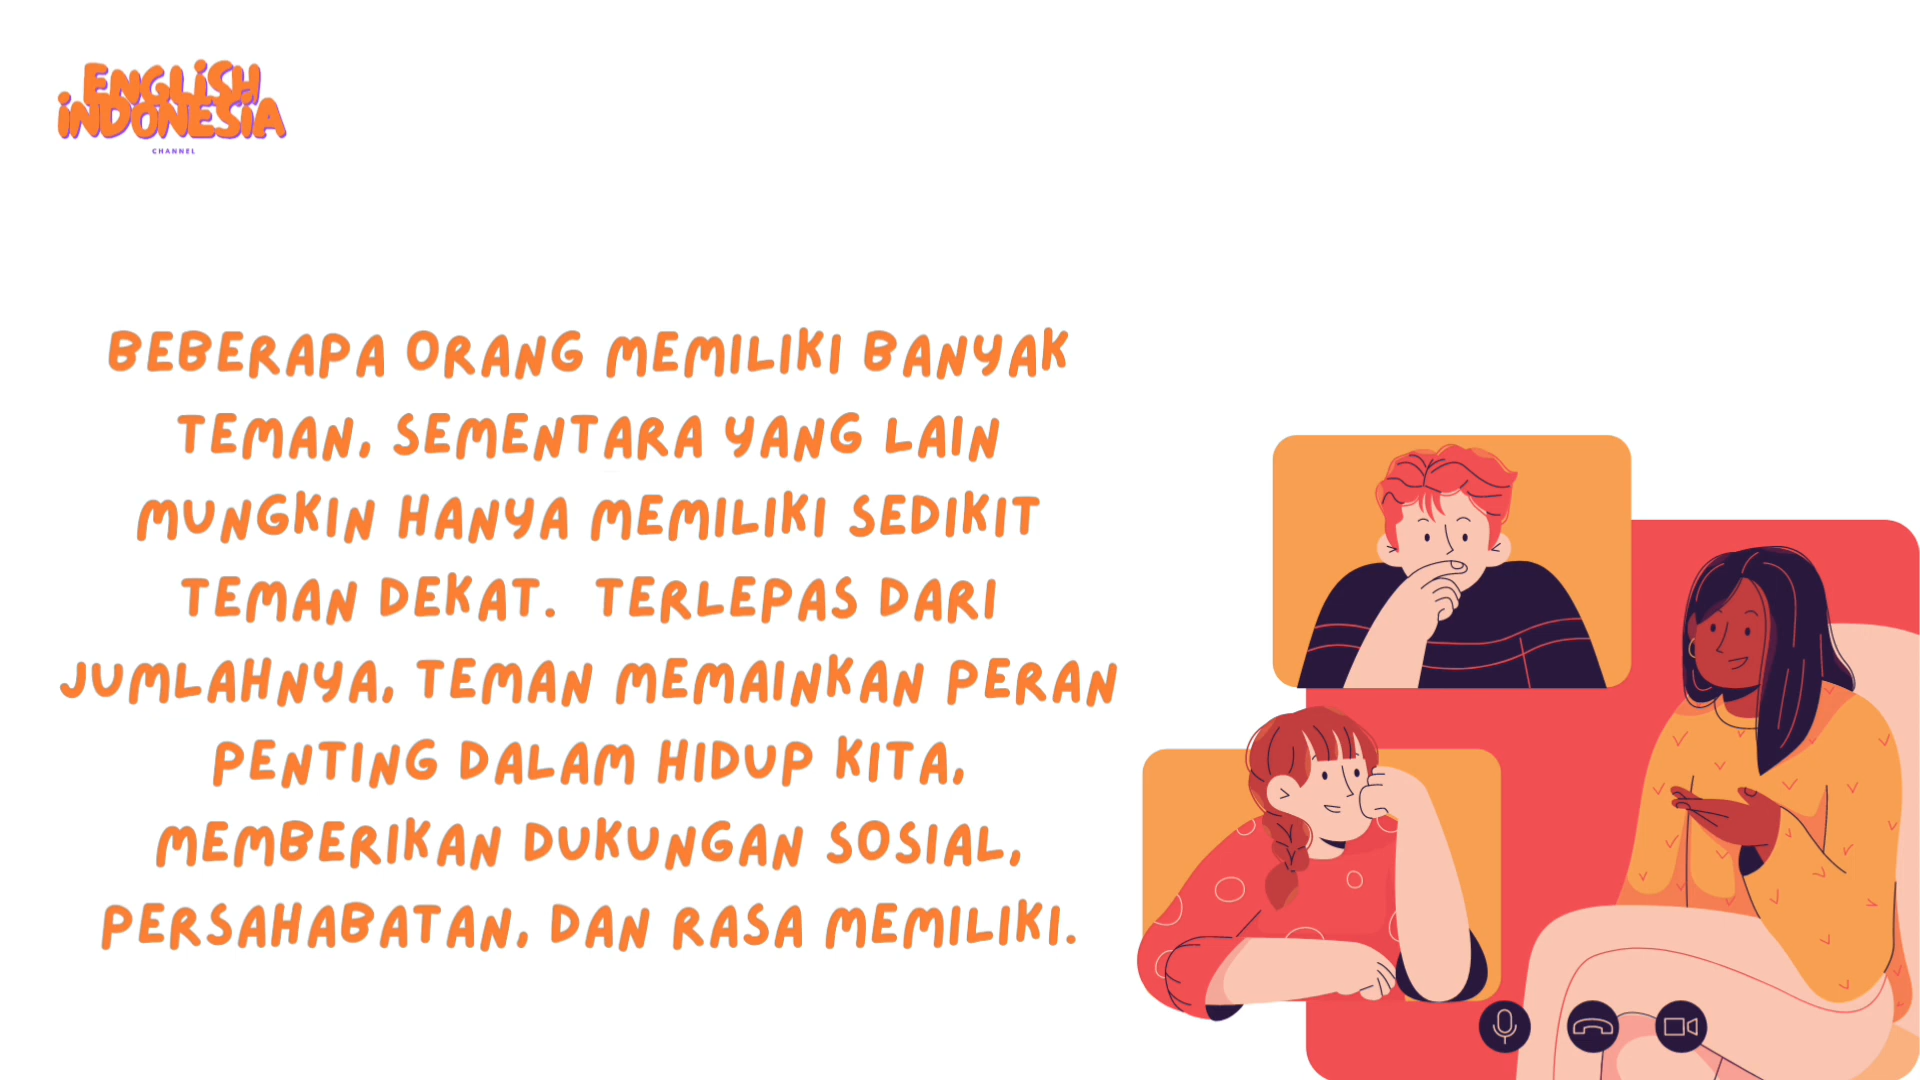 ENGLISH
INDONESIA
CHANNEL
BEBERAPA ORANG MEMILIKI BANYAK
TEMAN, SEMENTARA YANG LAIN
MUNGKIN HANYA MEMILIKI SEDIKIT
TEMAN DEKAT. TERLEPAS DARI
JUMLAHNYA, TEMAN MEMAINKAN PERAN
PENTING DALAM HIDUP KITA,
MEMBERIKAN DUKUNGAN SOSIAL,
PERSAHABATAN, DAN RASA MEMILIKI.